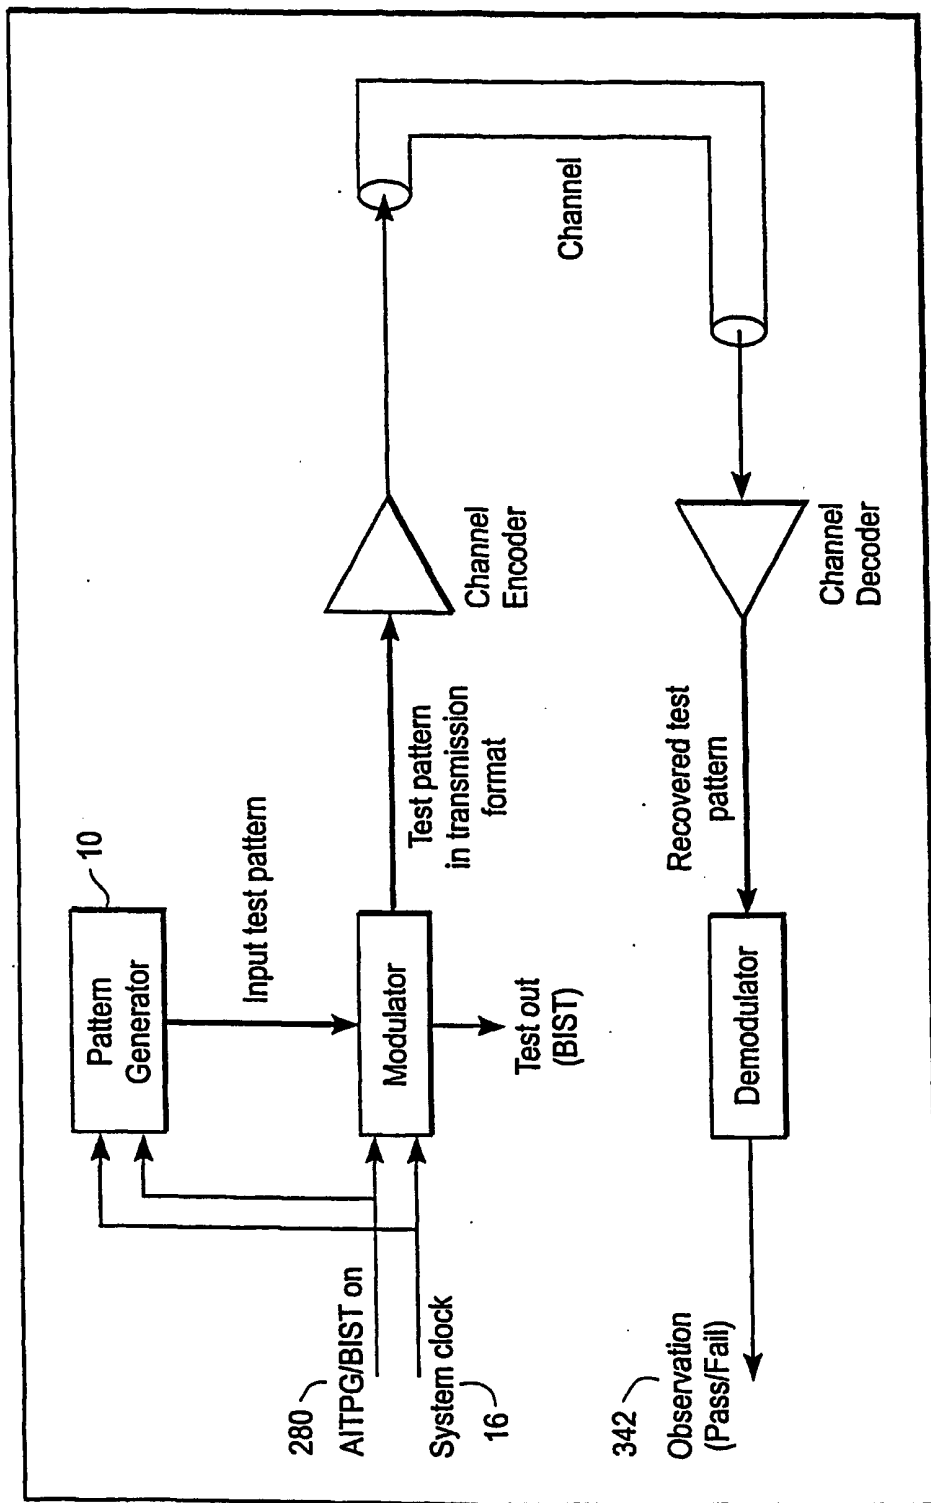 10
Pattern
Generator
Input test pattern
280
AITPG/BIST on
System clock
16
Modulator
Test pattern
in transmission
format
Test out
(BIST)
Channel
Encoder
Channel
342
Observation
(Pass/Fail)
Demodulator
Recovered test
pattern
Channel
Decoder